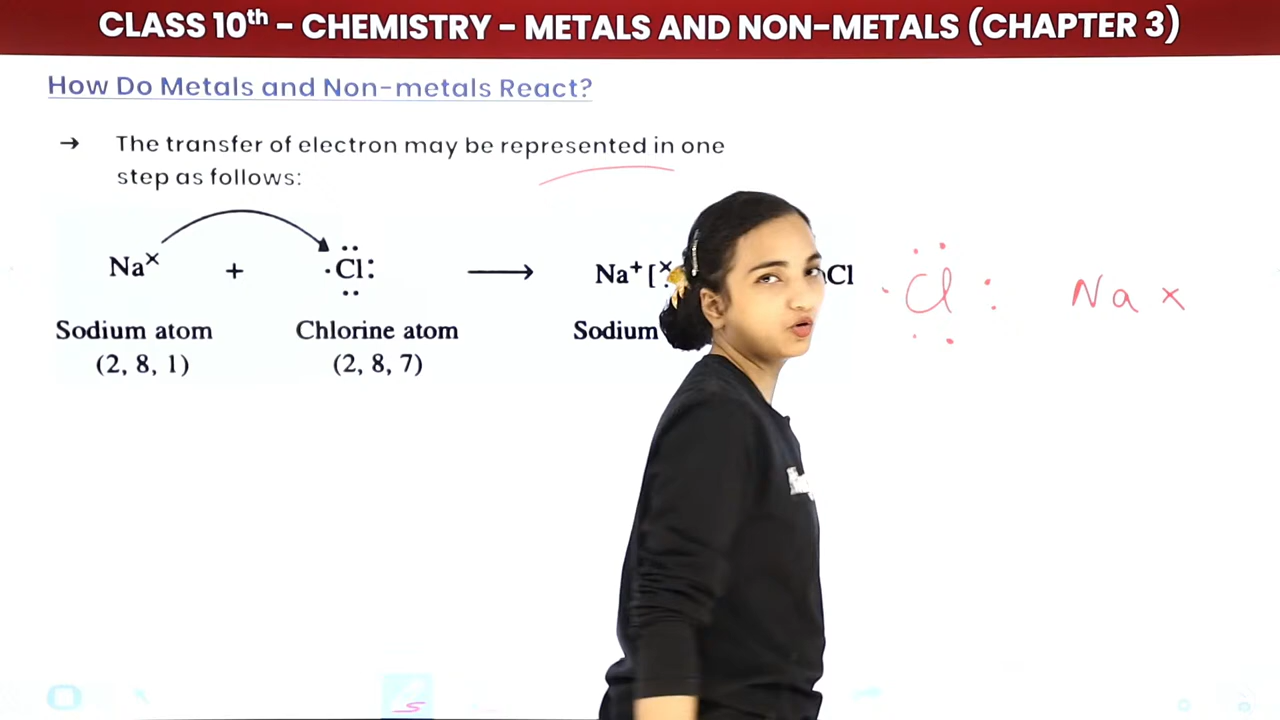 CLASS 10th - CHEMISTRY - METALS AND NON-METALS (CHAPTER 3)
How Do Metals and Non-metals React?
→ The transfer of electron may be represented in one
step as follows:
Naˣ + ·Cl: ⟶ Na⁺ [ˣ Cl
Sodium atom Chlorine atom Sodium
(2, 8, 1) (2, 8, 7)
·Cl: Na x